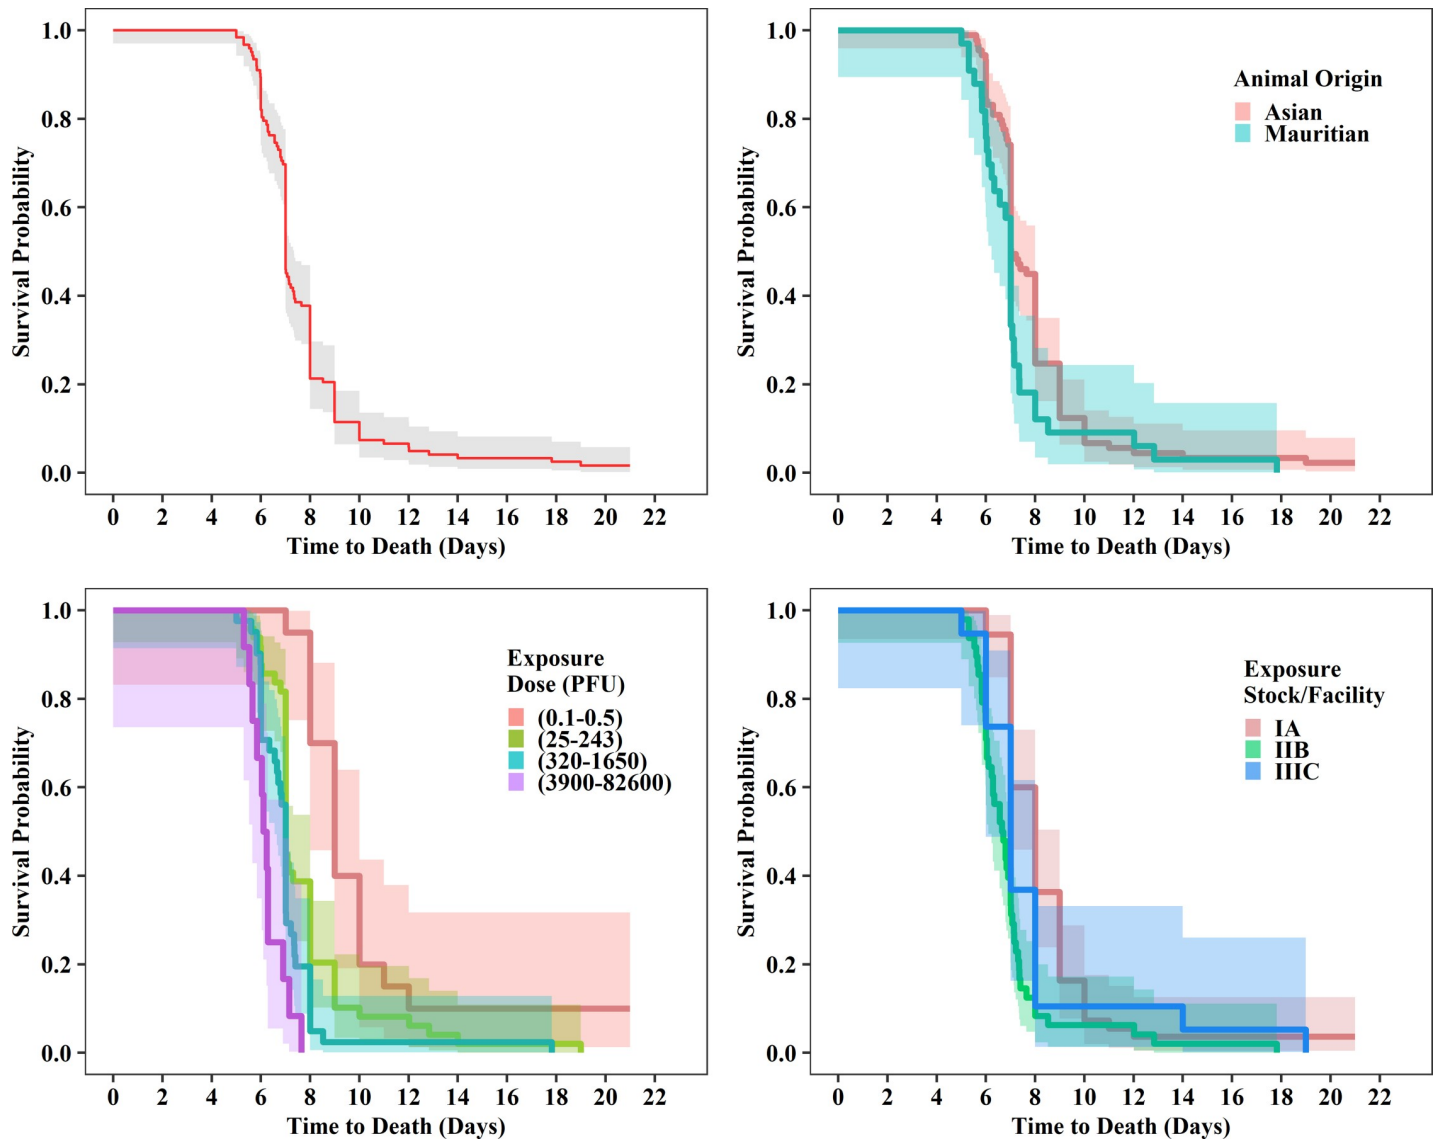 1.0
0.8
0.6
0.4
0.2
0.0
Survival Probability
0 2 4 6 8 10 12 14 16 18 20 22
Time to Death (Days)
1.0
0.8
0.6
0.4
0.2
0.0
Survival Probability
Animal Origin
Asian
Mauritian
0 2 4 6 8 10 12 14 16 18 20 22
Time to Death (Days)
1.0
0.8
0.6
0.4
0.2
0.0
Survival Probability
Exposure
Dose (PFU)
(0.1-0.5)
(25-243)
(320-1650)
(3900-82600)
0 2 4 6 8 10 12 14 16 18 20 22
Time to Death (Days)
1.0
0.8
0.6
0.4
0.2
0.0
Survival Probability
Exposure
Stock/Facility
IA
IIB
IIIC
0 2 4 6 8 10 12 14 16 18 20 22
Time to Death (Days)